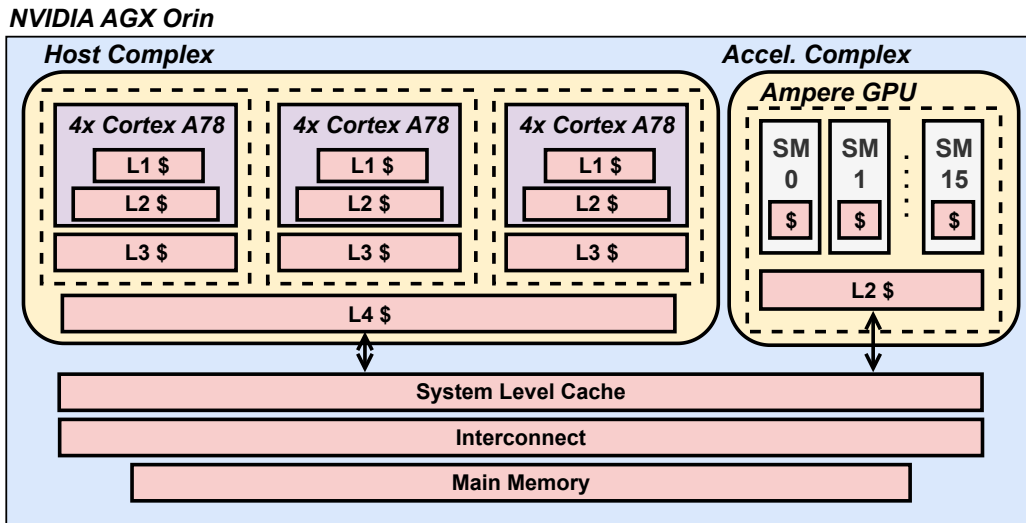 NVIDIA AGX Orin
Host Complex
4x Cortex A78
L1 $
L2 $
L3 $
4x Cortex A78
L1 $
L2 $
L3 $
4x Cortex A78
L1 $
L2 $
L3 $
L4 $
Accel. Complex
Ampere GPU
SM
0
$
SM
1
$
SM
15
$
L2 $
System Level Cache
Interconnect
Main Memory